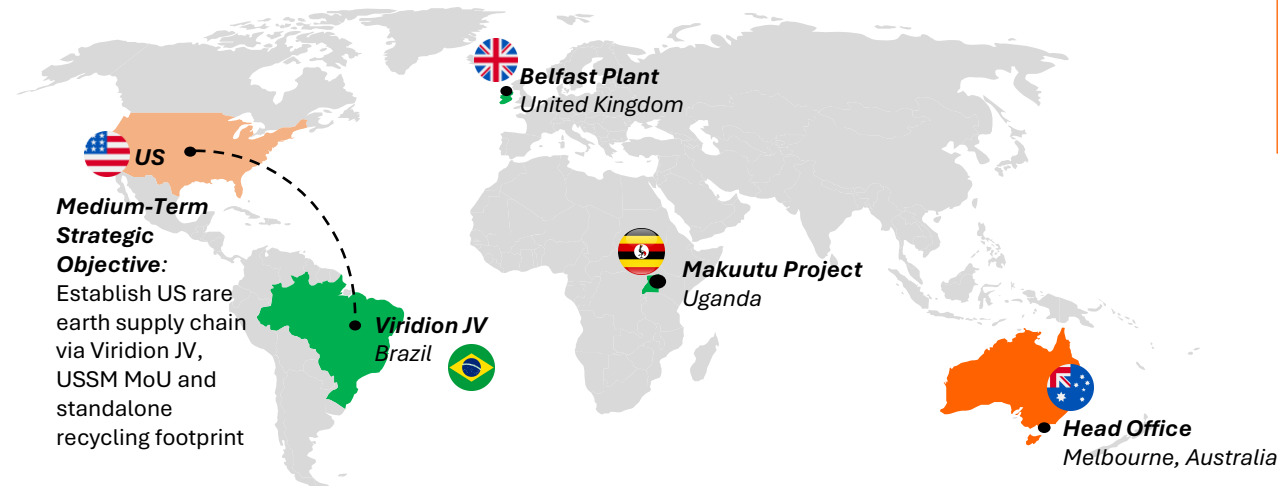 Belfast Plant
United Kingdom
US
Medium-Term
Strategic
Objective:
Establish US rare
earth supply chain
via Viridion JV,
USSM MoU and
standalone
recycling footprint
Makuutu Project
Uganda
Viridion JV
Brazil
Head Office
Melbourne, Australia